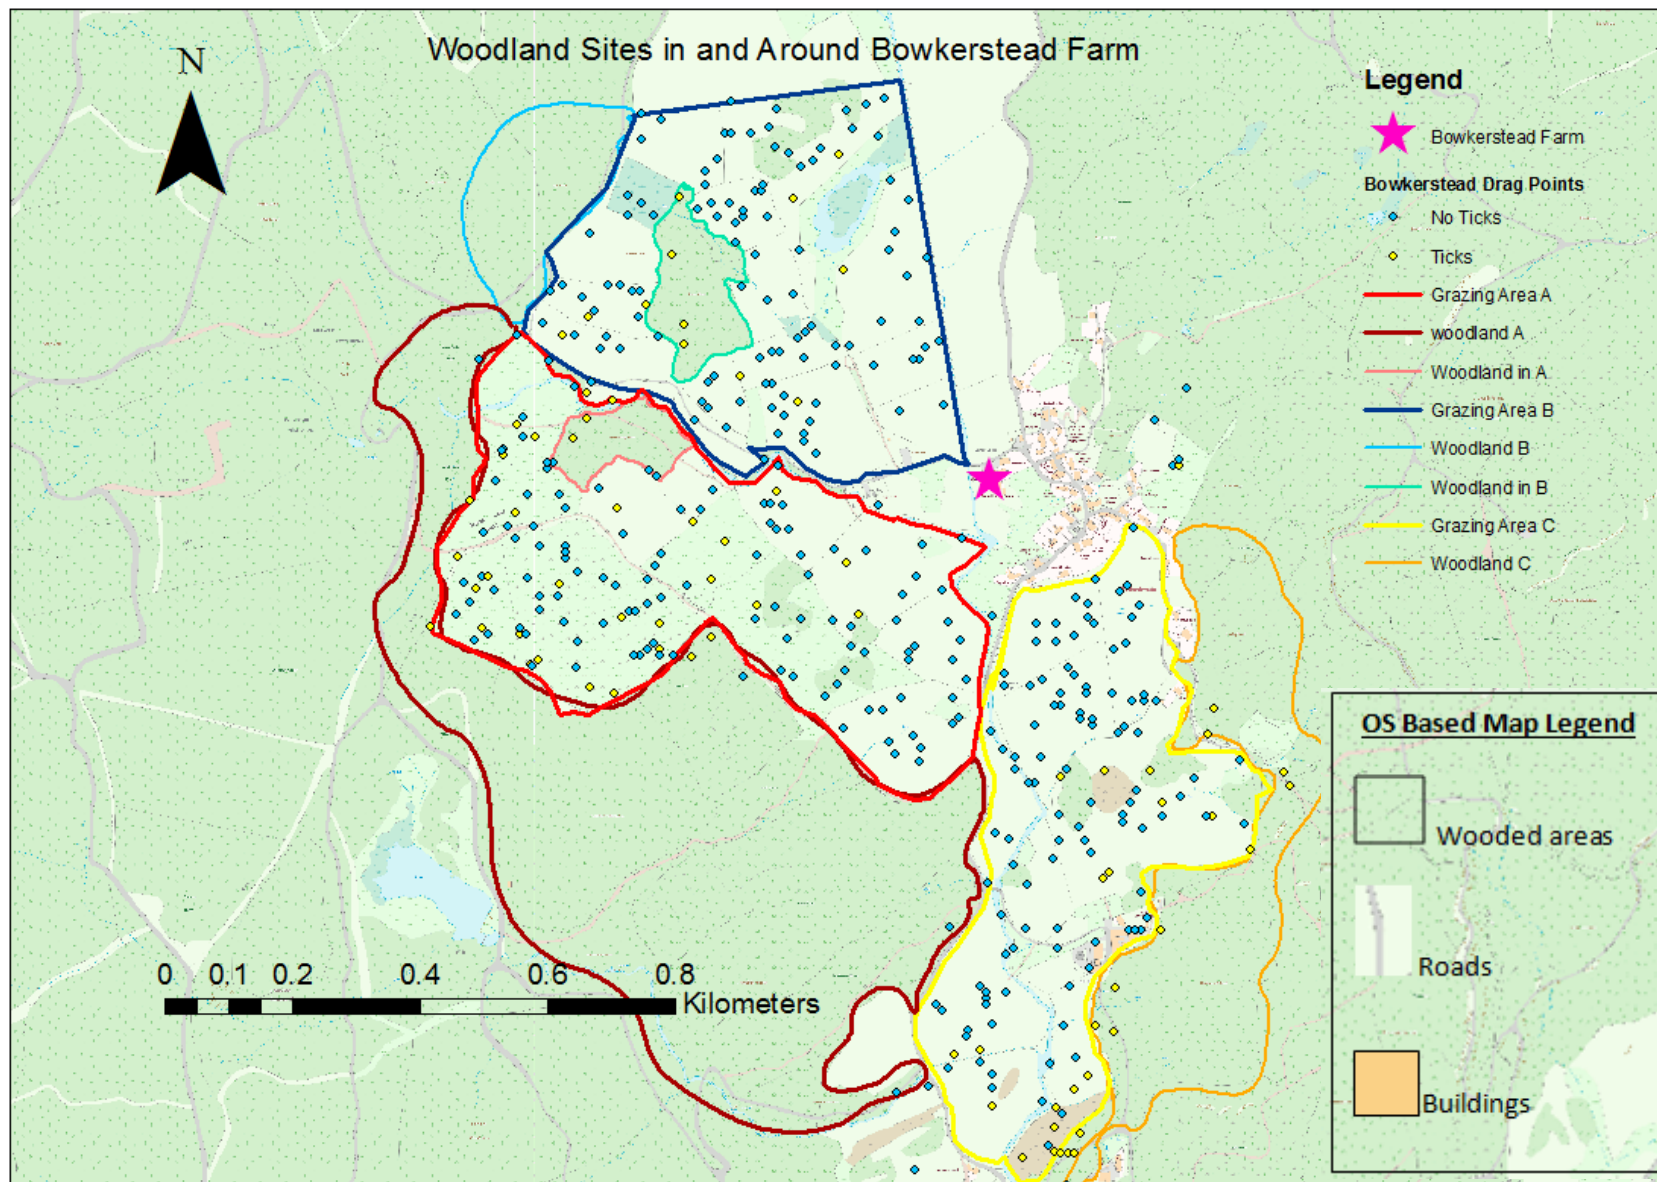 Woodland Sites in and Around Bowkerstead Farm
N
Legend
Bowkerstead Farm
Bowkerstead Drag Points
No Ticks
Ticks
Grazing Area A
woodland A
Woodland in A
Grazing Area B
Woodland B
Woodland in B
Grazing Area C
Woodland C
OS Based Map Legend
Wooded areas
Roads
Buildings
0 0.1 0.2 0.4 0.6 0.8
Kilometers